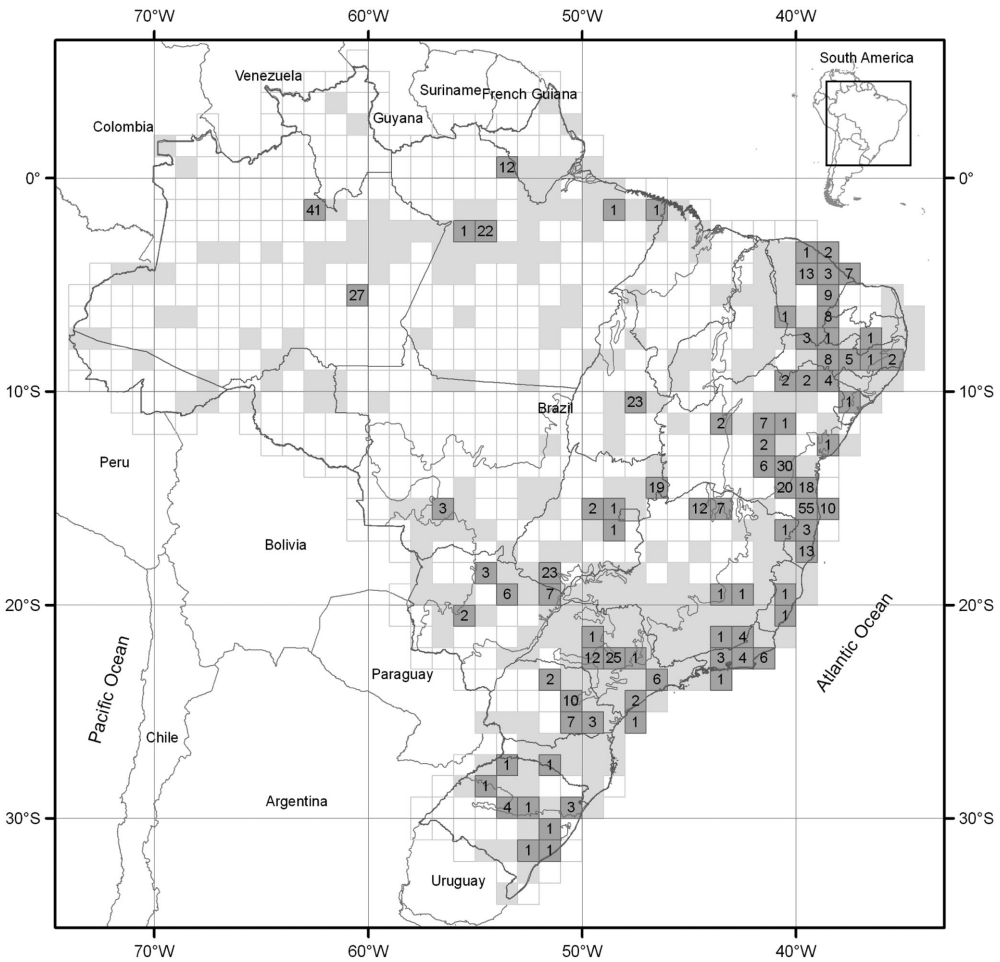 70°W 60°W 50°W 40°W
South America
Venezuela
Suriname French Guiana
Guyana
Colombia
12
0° 0°
41 1 1
1 22
1 2
13 3 7
27 9
1 8
3 1 1
8 5 1 2
2 2 4
10°S 10°S
23 1
Brazil
2 7 1
2 1
Peru 6 30
19 20 18
3 2 1 12 7 55 10
1 1 3
Bolivia 13
3 23
6 7 1 1 1
20°S 20°S
2 1
1 1 4
12 25 1 3 4 6
Paraguay 2 6 1
10 2
7 3 1
Pacific Ocean
Atlantic Ocean
Chile
1 1
1
Argentina 4 1 3
30°S 30°S
1
1 1
Uruguay
70°W 60°W 50°W 40°W